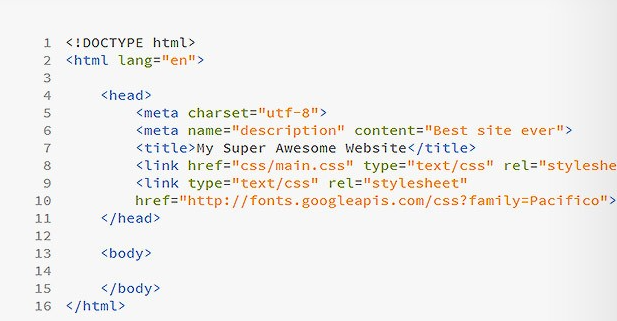 1 <!DOCTYPE html>
2 <html lang="en">
3
4 <head>
5 <meta charset="utf-8">
6 <meta name="description" content="Best site ever">
7 <title>My Super Awesome Website</title>
8 <link href="css/main.css" type="text/css" rel="styleshe
9 <link type="text/css" rel="stylesheet"
10 href="http://fonts.googleapis.com/css?family=Pacifico">
11 </head>
12
13 <body>
14
15 </body>
16 </html>